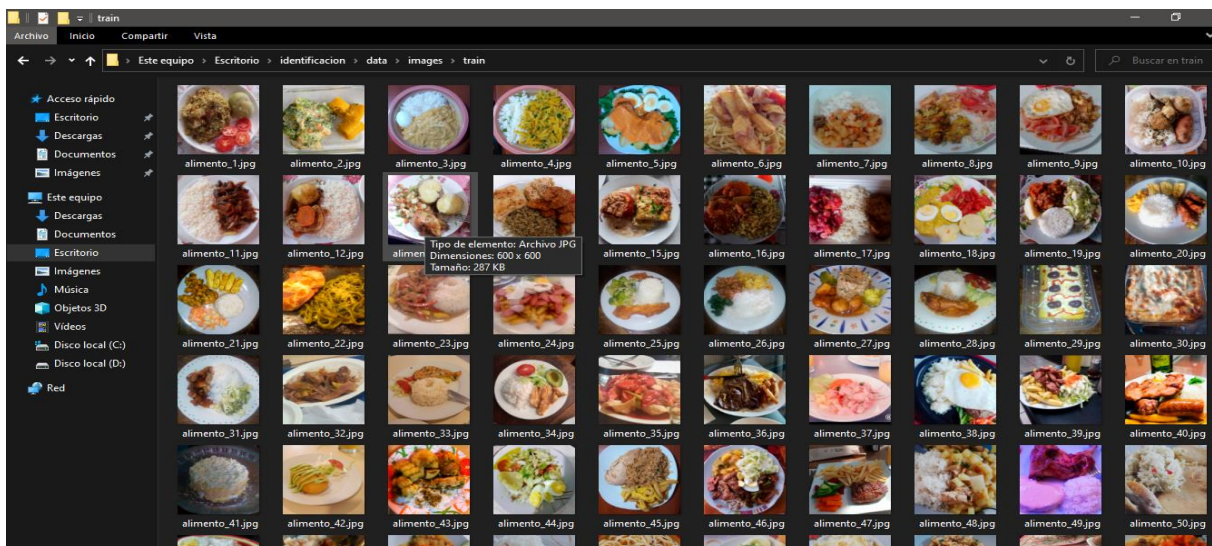 train
Archivo Inicio Compartir Vista
Este equipo > Escritorio > identificacion > data > images > train
Buscar en train
Acceso rápido
Escritorio
Descargas
Documentos
Imágenes
Este equipo
Descargas
Documentos
Escritorio
Imágenes
Música
Objetos 3D
Vídeos
Disco local (C:)
Disco local (D:)
Red
alimento_1.jpg alimento_2.jpg alimento_3.jpg alimento_4.jpg alimento_5.jpg alimento_6.jpg alimento_7.jpg alimento_8.jpg alimento_9.jpg alimento_10.jpg
alimento_11.jpg alimento_12.jpg alimento_15.jpg alimento_16.jpg alimento_17.jpg alimento_18.jpg alimento_19.jpg alimento_20.jpg
Tipo de elemento: Archivo JPG
Dimensiones: 600 x 600
Tamaño: 287 KB
alimento_21.jpg alimento_22.jpg alimento_23.jpg alimento_24.jpg alimento_25.jpg alimento_26.jpg alimento_27.jpg alimento_28.jpg alimento_29.jpg alimento_30.jpg
alimento_31.jpg alimento_32.jpg alimento_33.jpg alimento_34.jpg alimento_35.jpg alimento_36.jpg alimento_37.jpg alimento_38.jpg alimento_39.jpg alimento_40.jpg
alimento_41.jpg alimento_42.jpg alimento_43.jpg alimento_44.jpg alimento_45.jpg alimento_46.jpg alimento_47.jpg alimento_48.jpg alimento_49.jpg alimento_50.jpg